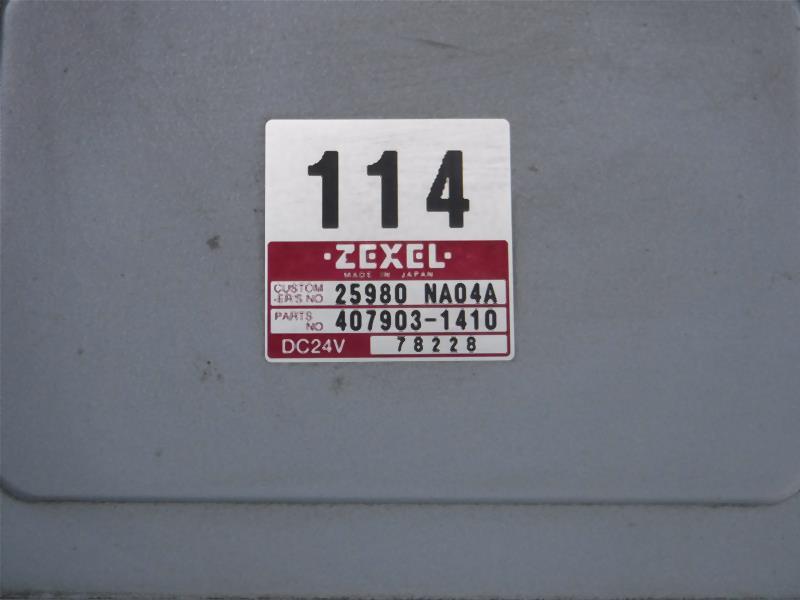 114
·ZEXEL·
MADE IN JAPAN
CUSTOM
-ER'S NO 25980 NA04A
PARTS
NO 407903-1410
DC24V 78228